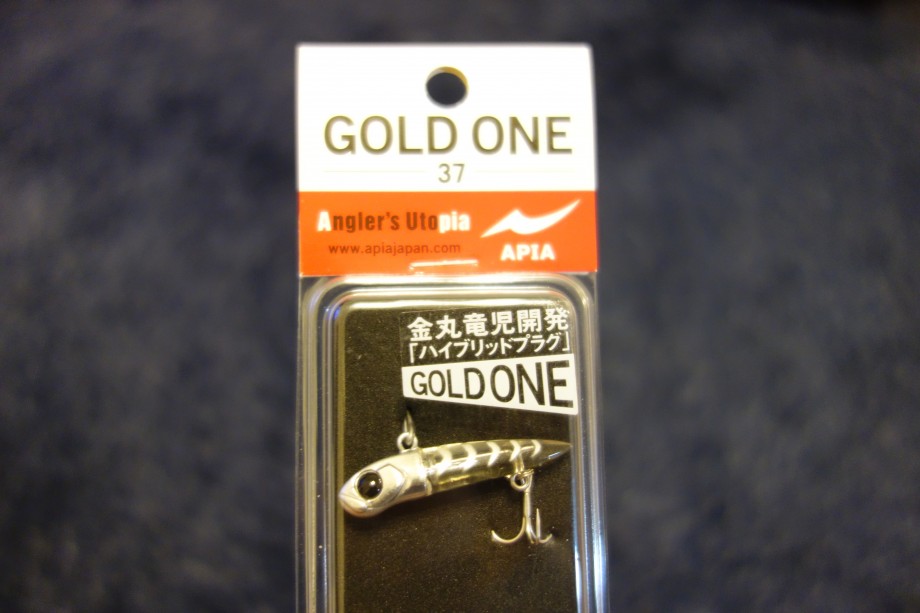 GOLD ONE
37
Angler's Utopia
www.apiajapan.com
APIA
金丸竜児開発
「ハイブリッドプラグ」
GOLD ONE